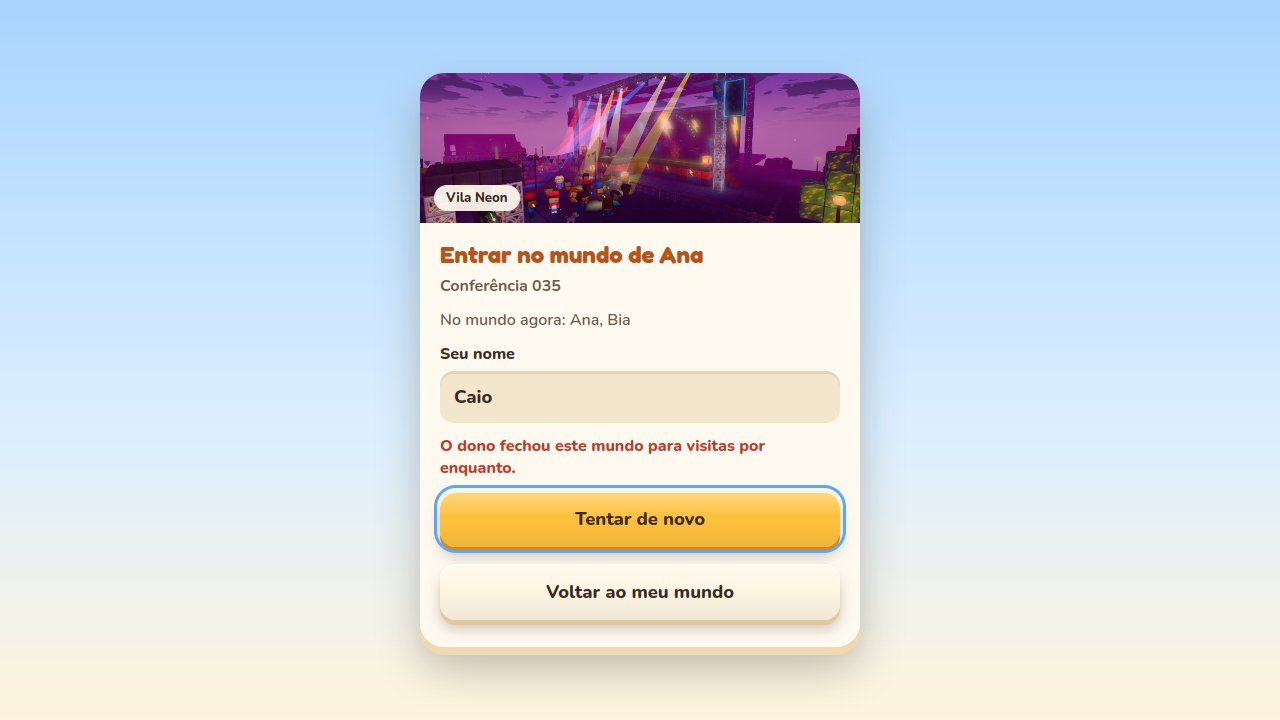 Vila Neon
Entrar no mundo de Ana
Conferência 035
No mundo agora: Ana, Bia
Seu nome
Caio
O dono fechou este mundo para visitas por
enquanto.
Tentar de novo
Voltar ao meu mundo